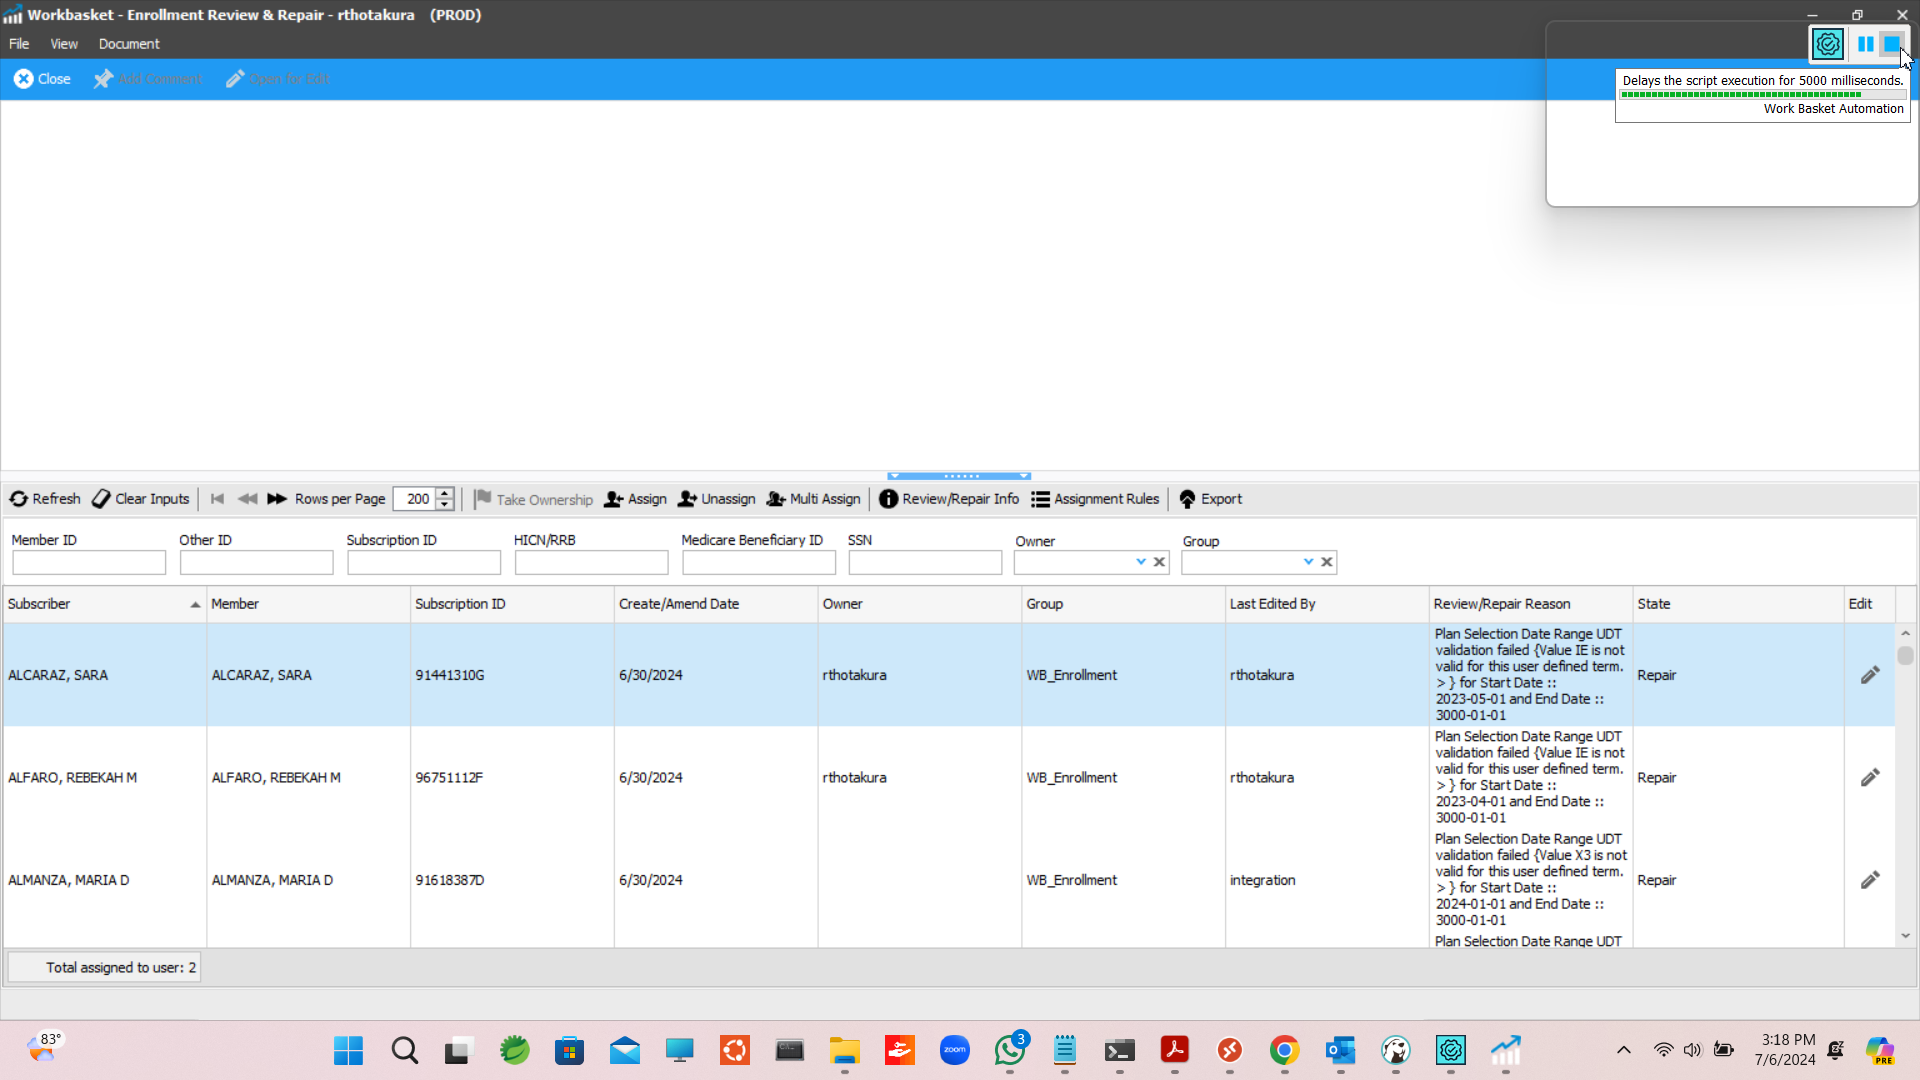 Workbasket - Enrollment Review & Repair - rthotakura (PROD)
File View Document
Close Add Comment Open for Edit
Delays the script execution for 5000 milliseconds.
Work Basket Automation
Refresh Clear Inputs Rows per Page 200 Take Ownership Assign Unassign Multi Assign Review/Repair Info Assignment Rules Export
Member ID Other ID Subscription ID HICN/RRB Medicare Beneficiary ID SSN Owner Group
Subscriber Member Subscription ID Create/Amend Date Owner Group Last Edited By Review/Repair Reason State Edit
Plan Selection Date Range UDT
validation failed {Value IE is not
valid for this user defined term.
ALCARAZ, SARA ALCARAZ, SARA 91441310G 6/30/2024 rthotakura WB_Enrollment rthotakura > } for Start Date :: Repair
2023-05-01 and End Date ::
3000-01-01
Plan Selection Date Range UDT
validation failed {Value IE is not
valid for this user defined term.
ALFARO, REBEKAH M ALFARO, REBEKAH M 96751112F 6/30/2024 rthotakura WB_Enrollment rthotakura > } for Start Date :: Repair
2023-04-01 and End Date ::
3000-01-01
Plan Selection Date Range UDT
validation failed {Value X3 is not
valid for this user defined term.
ALMANZA, MARIA D ALMANZA, MARIA D 91618387D 6/30/2024 WB_Enrollment integration > } for Start Date :: Repair
2024-01-01 and End Date ::
3000-01-01
Plan Selection Date Range UDT
Total assigned to user: 2
83°
zoom
3
3:18 PM
7/6/2024
PRE